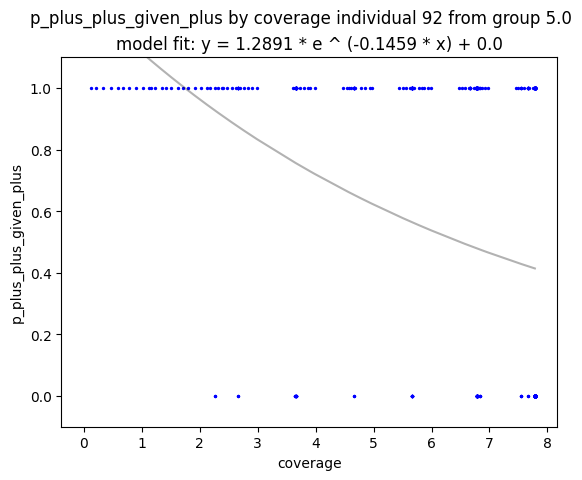 p_plus_plus_given_plus by coverage individual 92 from group 5.0
model fit: y = 1.2891 * e ^ (-0.1459 * x) + 0.0
1.0
0.8
0.6
0.4
0.2
0.0
p_plus_plus_given_plus
0 1 2 3 4 5 6 7 8
coverage